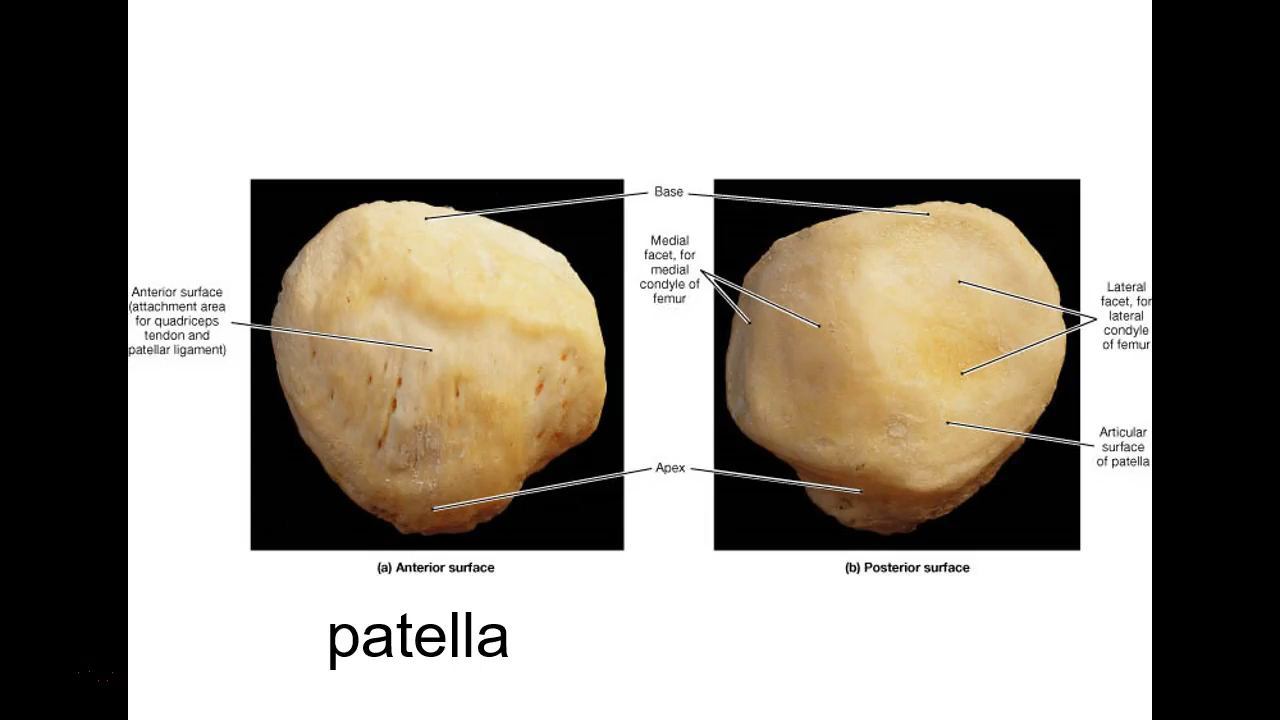 Base
Medial
facet, for
medial
condyle of
femur
Anterior surface
(attachment area
for quadriceps
tendon and
patellar ligament)
Lateral
facet, for
lateral
condyle
of femur
Articular
surface
of patella
Apex
(a) Anterior surface
(b) Posterior surface
patella